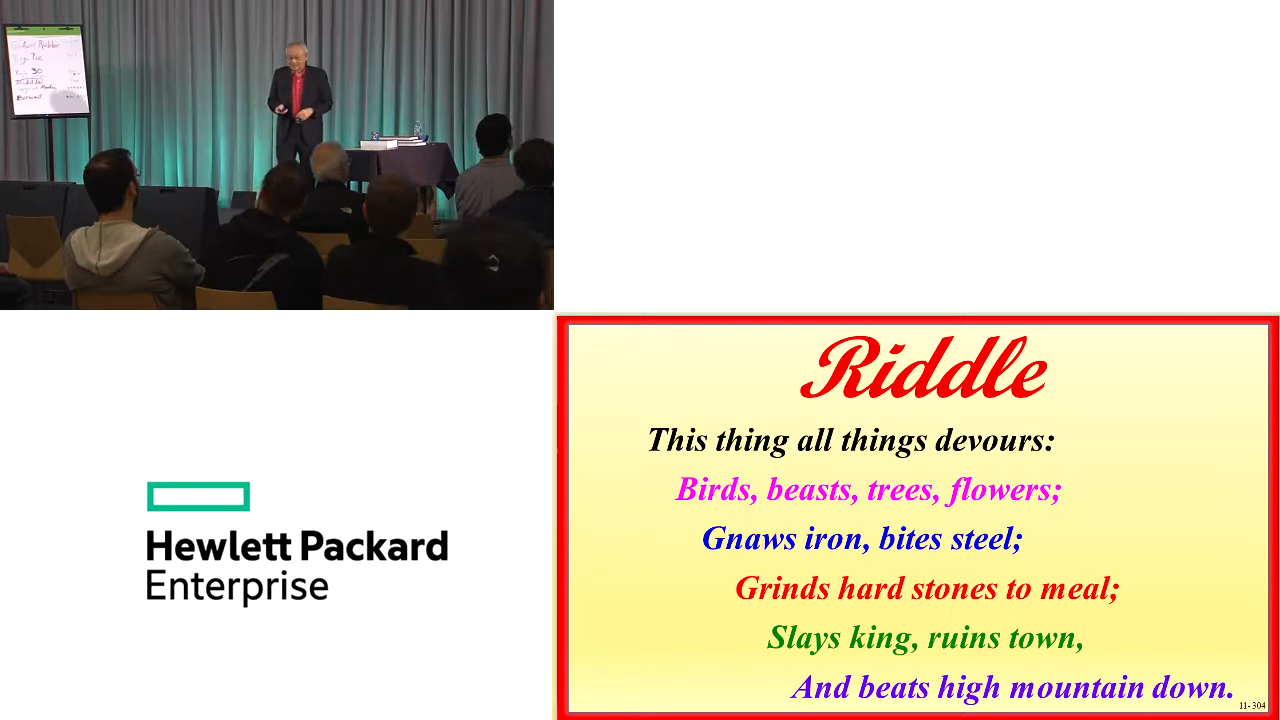 Hewlett Packard
Enterprise
Riddle
This thing all things devours:
Birds, beasts, trees, flowers;
Gnaws iron, bites steel;
Grinds hard stones to meal;
Slays king, ruins town,
And beats high mountain down.
11-304